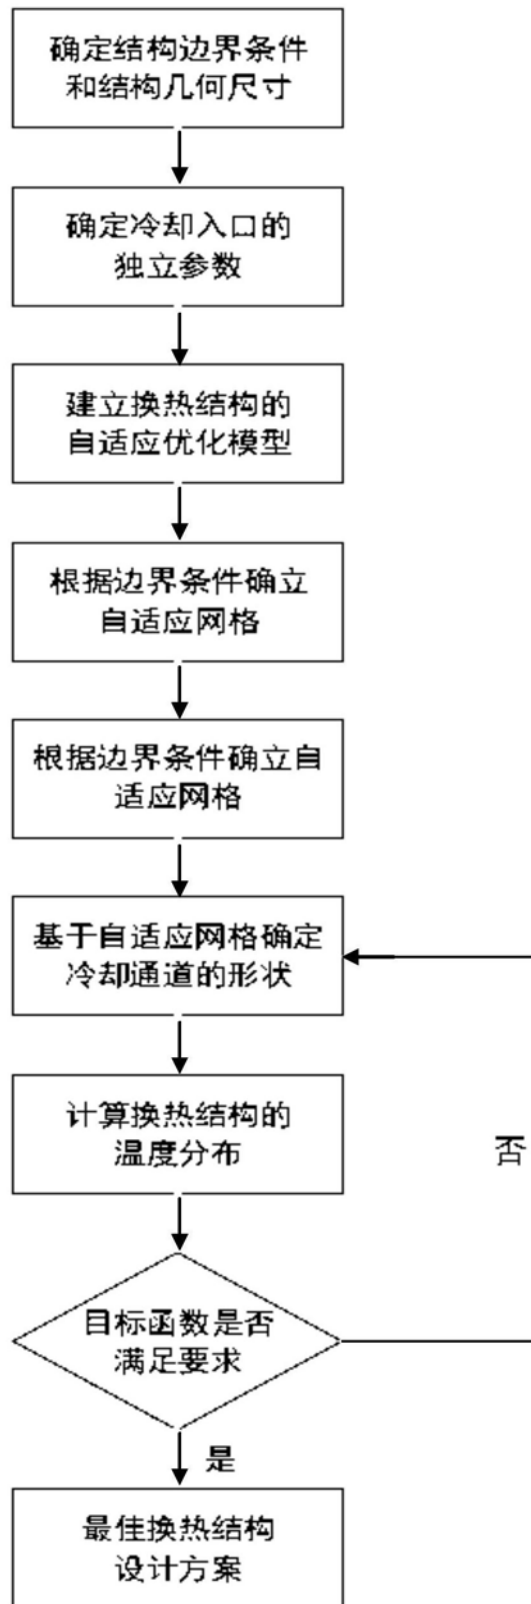 确定结构边界条件
和结构几何尺寸
确定冷却入口的
独立参数
建立换热结构的
自适应优化模型
根据边界条件确立
自适应网格
根据边界条件确立自
适应网格
基于自适应网格确定
冷却通道的形状
计算换热结构的
温度分布
否
目标函数是否
满足要求
是
最佳换热结构
设计方案